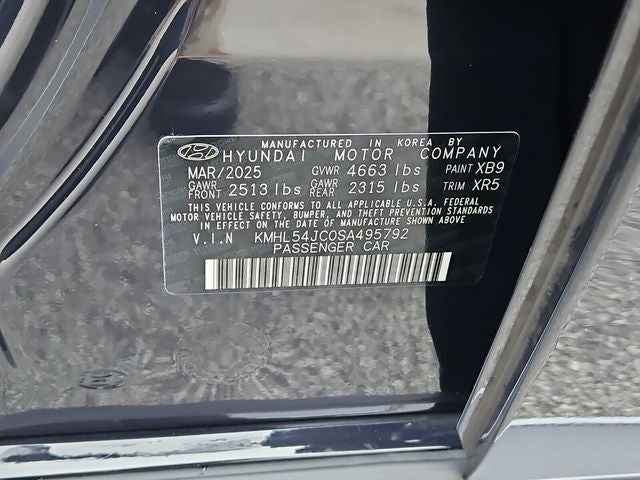 MANUFACTURED IN KOREA BY
HYUNDAI MOTOR COMPANY
MAR/2025 GVWR 4663 lbs PAINT XB9
GAWR FRONT 2513 lbs GAWR REAR 2315 lbs TRIM XR5
THIS VEHICLE CONFORMS TO ALL APPLICABLE U.S.A. FEDERAL
MOTOR VEHICLE SAFETY, BUMPER, AND THEFT PREVENTION STANDARDS
IN EFFECT ON THE DATE OF MANUFACTURE SHOWN ABOVE.
V.I.N KMHL54JC0SA495792
PASSENGER CAR